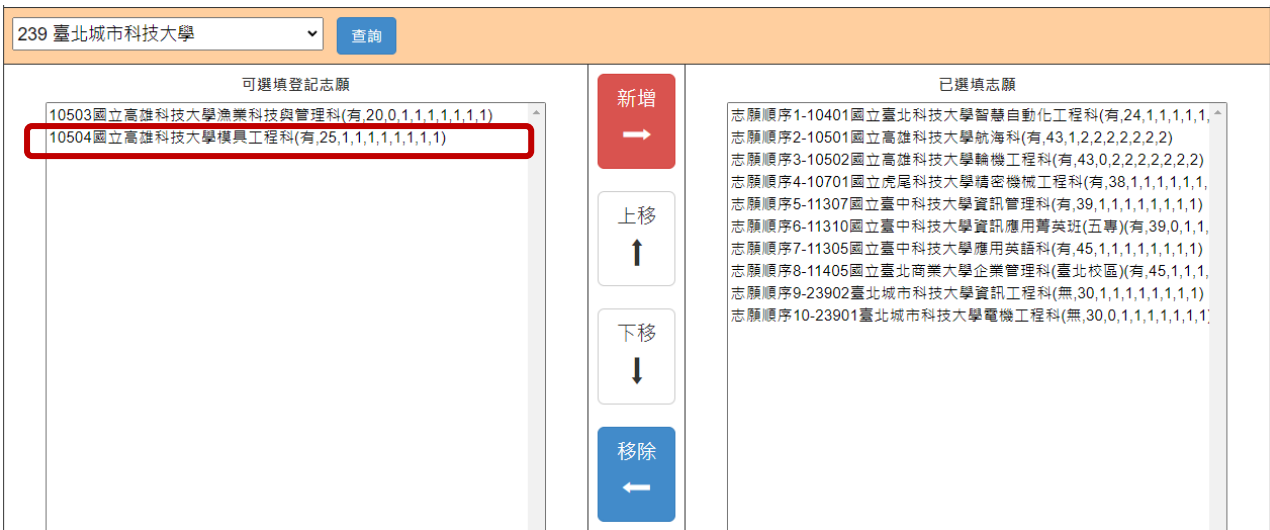 239 臺北城市科技大學
查詢
可選填登記志願
10503國立高雄科技大學漁業科技與管理科(有,20,0,1,1,1,1,1,1,1)
10504國立高雄科技大學模具工程科(有,25,1,1,1,1,1,1,1,1)
新增
上移
下移
移除
已選填志願
志願順序1-10401國立臺北科技大學智慧自動化工程科(有,24,1,1,1,1,1,
志願順序2-10501國立高雄科技大學航海科(有,43,1,2,2,2,2,2,2,2)
志願順序3-10502國立高雄科技大學輪機工程科(有,43,0,2,2,2,2,2,2,2)
志願順序4-10701國立虎尾科技大學精密機械工程科(有,38,1,1,1,1,1,1,
志願順序5-11307國立臺中科技大學資訊管理科(有,39,1,1,1,1,1,1,1,1)
志願順序6-11310國立臺中科技大學資訊應用菁英班(五專)(有,39,0,1,1,
志願順序7-11305國立臺中科技大學應用英語科(有,45,1,1,1,1,1,1,1,1)
志願順序8-11405國立臺北商業大學企業管理科(臺北校區)(有,45,1,1,1,
志願順序9-23902臺北城市科技大學資訊工程科(無,30,1,1,1,1,1,1,1,1)
志願順序10-23901臺北城市科技大學電機工程科(無,30,0,1,1,1,1,1,1,1)